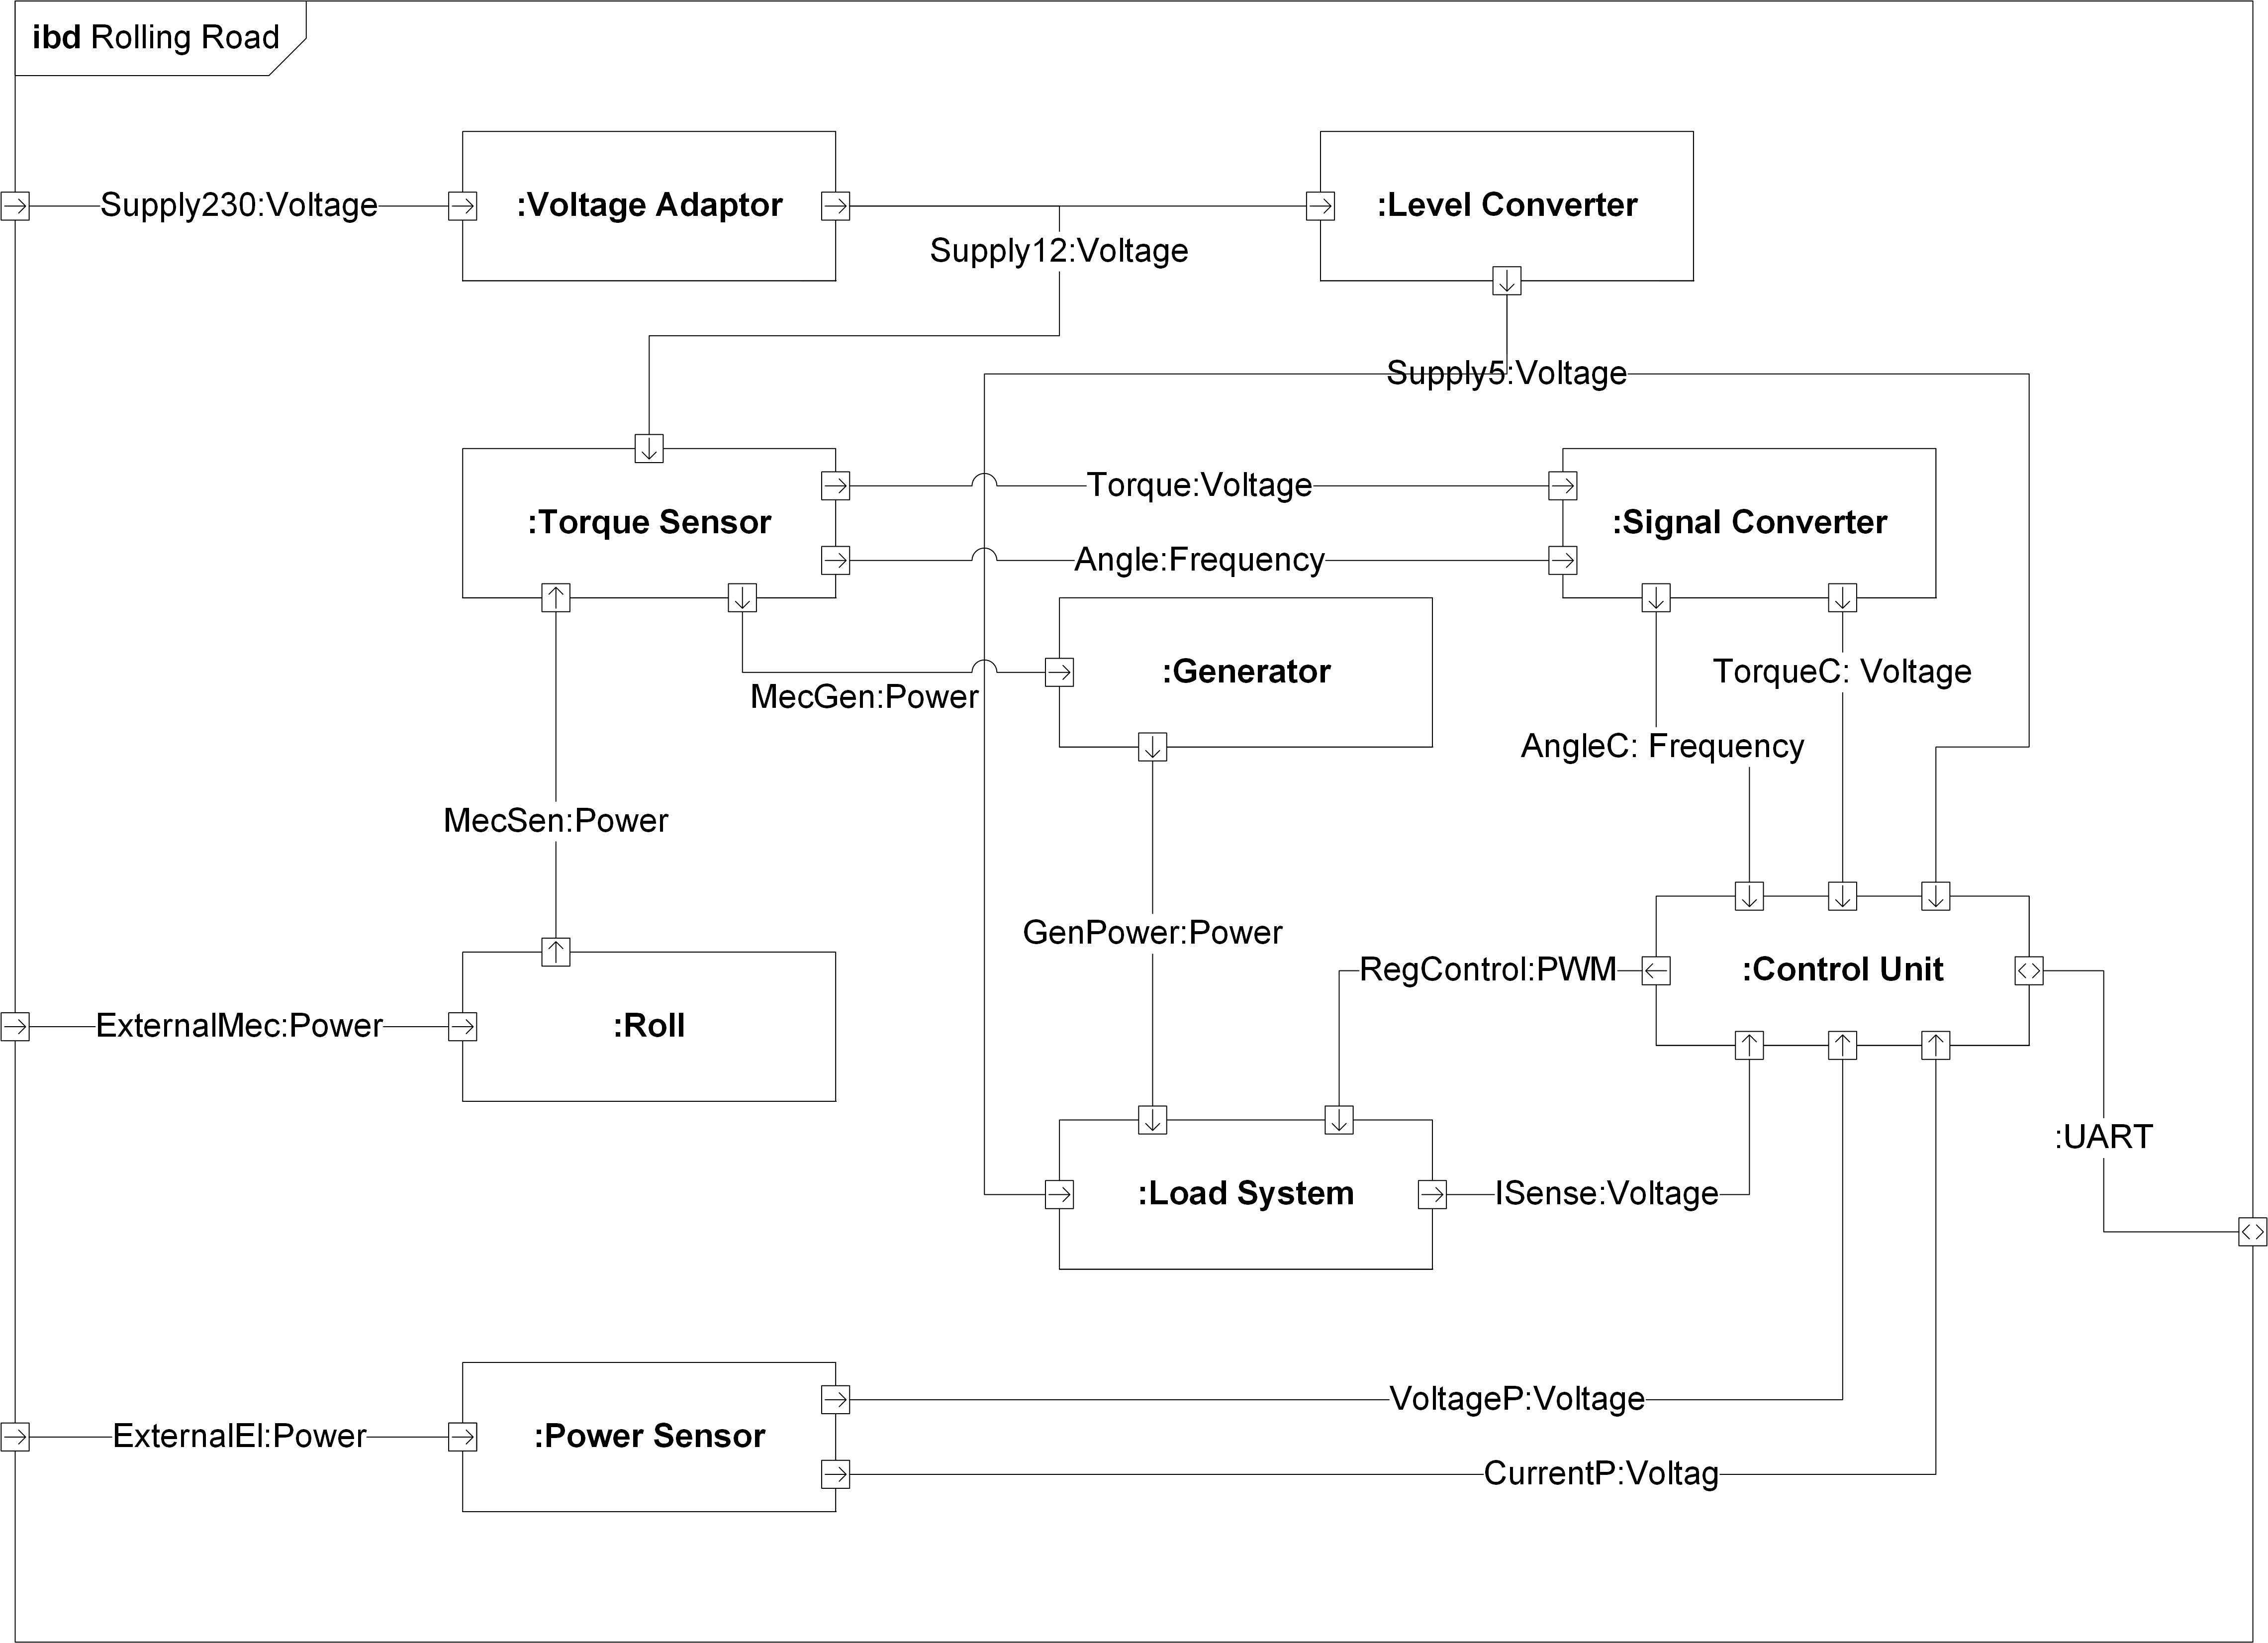 ibd Rolling Road
Supply230:Voltage
:Voltage Adaptor
:Level Converter
Supply12:Voltage
Supply5:Voltage
Torque:Voltage
:Torque Sensor
:Signal Converter
Angle:Frequency
:Generator
TorqueC: Voltage
MecGen:Power
AngleC: Frequency
MecSen:Power
GenPower:Power
RegControl:PWM
:Control Unit
ExternalMec:Power
:Roll
:UART
:Load System
ISense:Voltage
VoltageP:Voltage
ExternalEl:Power
:Power Sensor
CurrentP:Voltag